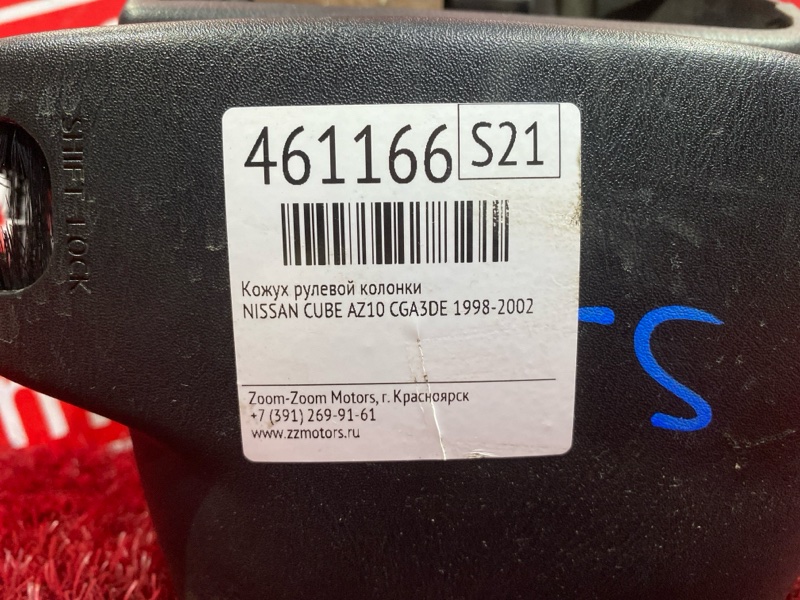 461166 S21
Кожух рулевой колонки
NISSAN CUBE AZ10 CGA3DE 1998-2002
Zoom-Zoom Motors, г. Красноярск
+7 (391) 269-91-61
www.zzmotors.ru
SHIFT LOCK